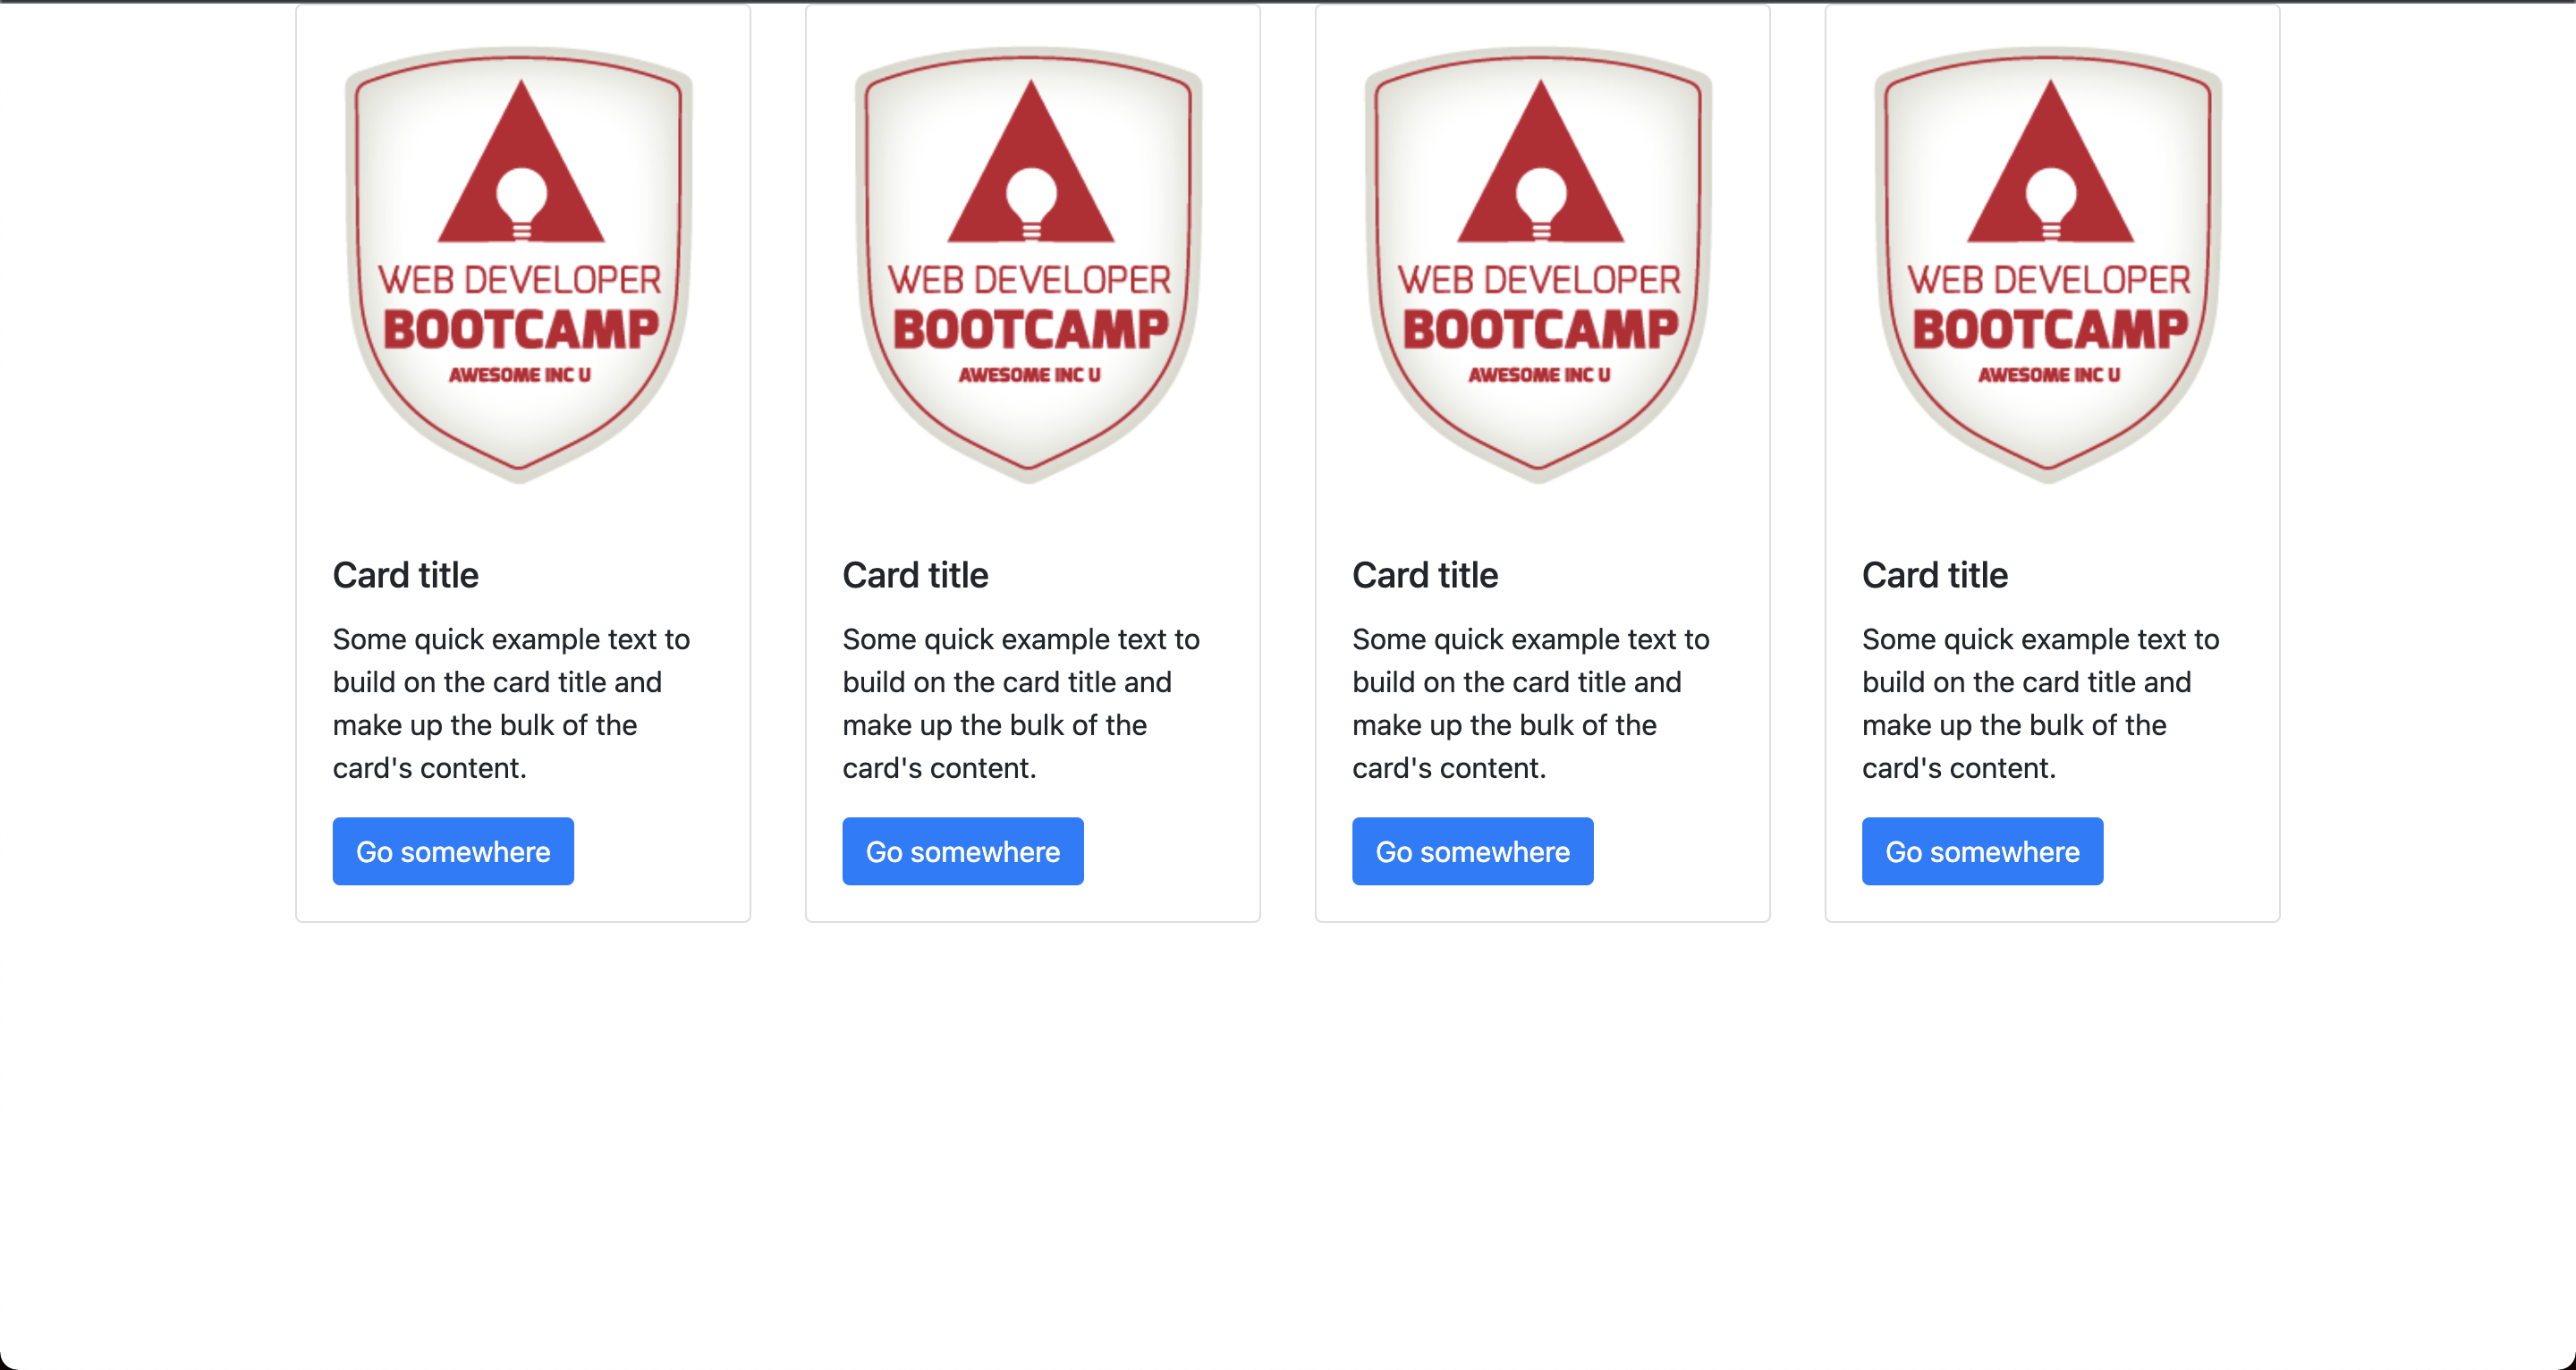 WEB DEVELOPER
BOOTCAMP
AWESOME INC U
Card title
Some quick example text to
build on the card title and
make up the bulk of the
card's content.
Go somewhere
WEB DEVELOPER
BOOTCAMP
AWESOME INC U
Card title
Some quick example text to
build on the card title and
make up the bulk of the
card's content.
Go somewhere
WEB DEVELOPER
BOOTCAMP
AWESOME INC U
Card title
Some quick example text to
build on the card title and
make up the bulk of the
card's content.
Go somewhere
WEB DEVELOPER
BOOTCAMP
AWESOME INC U
Card title
Some quick example text to
build on the card title and
make up the bulk of the
card's content.
Go somewhere